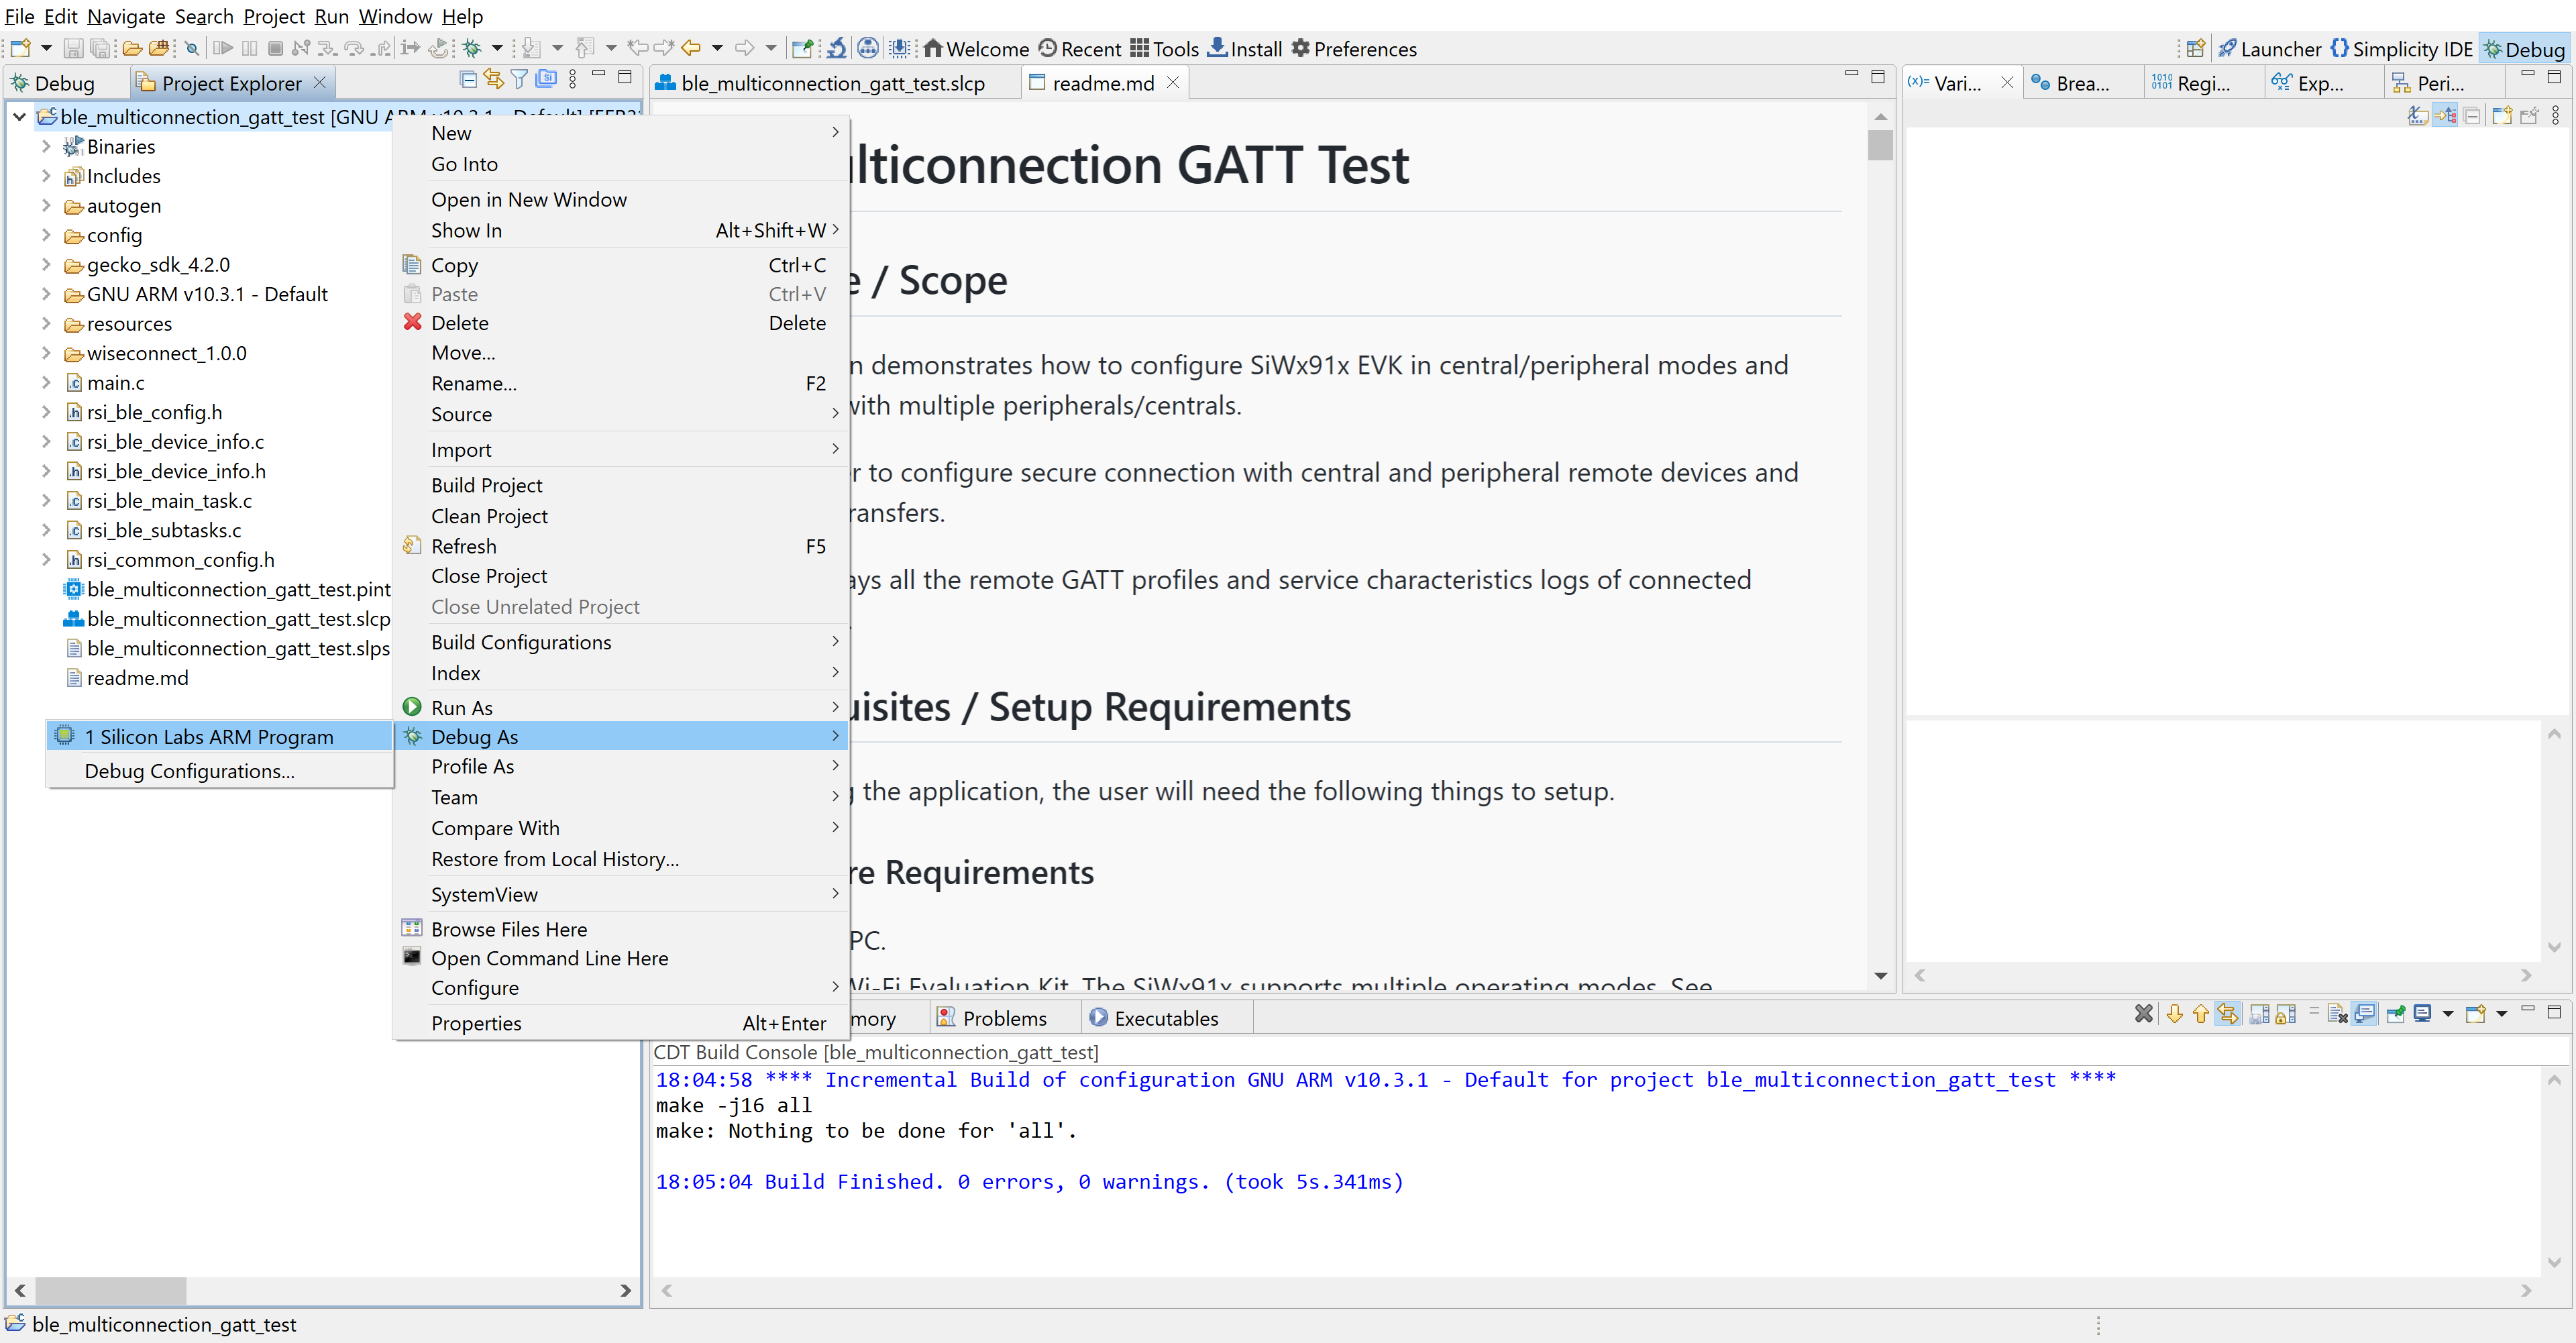 File Edit Navigate Search Project Run Window Help
Welcome Recent Tools Install Preferences
Launcher Simplicity IDE Debug
Debug
Project Explorer
ble_multiconnection_gatt_test [GNU
Binaries
Includes
autogen
config
gecko_sdk_4.2.0
GNU ARM v10.3.1 - Default
resources
wiseconnect_1.0.0
main.c
rsi_ble_config.h
rsi_ble_device_info.c
rsi_ble_device_info.h
rsi_ble_main_task.c
rsi_ble_subtasks.c
rsi_common_config.h
ble_multiconnection_gatt_test.pint
ble_multiconnection_gatt_test.slcp
ble_multiconnection_gatt_test.slps
readme.md
1 Silicon Labs ARM Program
Debug Configurations...
New
Go Into
Open in New Window
Show In Alt+Shift+W
Copy Ctrl+C
Paste Ctrl+V
Delete Delete
Move...
Rename... F2
Source
Import
Build Project
Clean Project
Refresh F5
Close Project
Close Unrelated Project
Build Configurations
Index
Run As
Debug As
Profile As
Team
Compare With
Restore from Local History...
SystemView
Browse Files Here
Open Command Line Here
Configure
Properties Alt+Enter
ble_multiconnection_gatt_test.slcp
readme.md
lticonnection GATT Test
e / Scope
n demonstrates how to configure SiWx91x EVK in central/peripheral modes and
with multiple peripherals/centrals.
r to configure secure connection with central and peripheral remote devices and
ransfers.
ays all the remote GATT profiles and service characteristics logs of connected
uisites / Setup Requirements
g the application, the user will need the following things to setup.
re Requirements
PC.
Wi-Fi Evaluation Kit. The SiWx91x supports multiple operating modes. See
(x)= Vari...
Brea...
1010 0101 Regi...
Exp...
Peri...
mory
Problems
Executables
CDT Build Console [ble_multiconnection_gatt_test]
18:04:58 **** Incremental Build of configuration GNU ARM v10.3.1 - Default for project ble_multiconnection_gatt_test ****
make -j16 all
make: Nothing to be done for 'all'.
18:05:04 Build Finished. 0 errors, 0 warnings. (took 5s.341ms)
ble_multiconnection_gatt_test